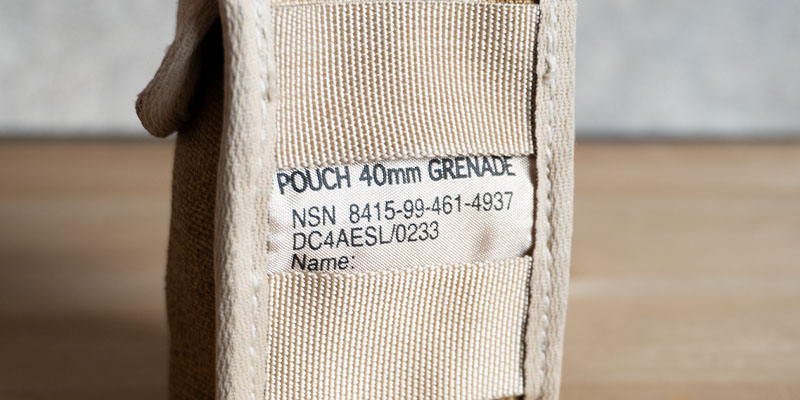 POUCH 40mm GRENADE
NSN 8415-99-461-4937
DC4AESL/0233
Name: